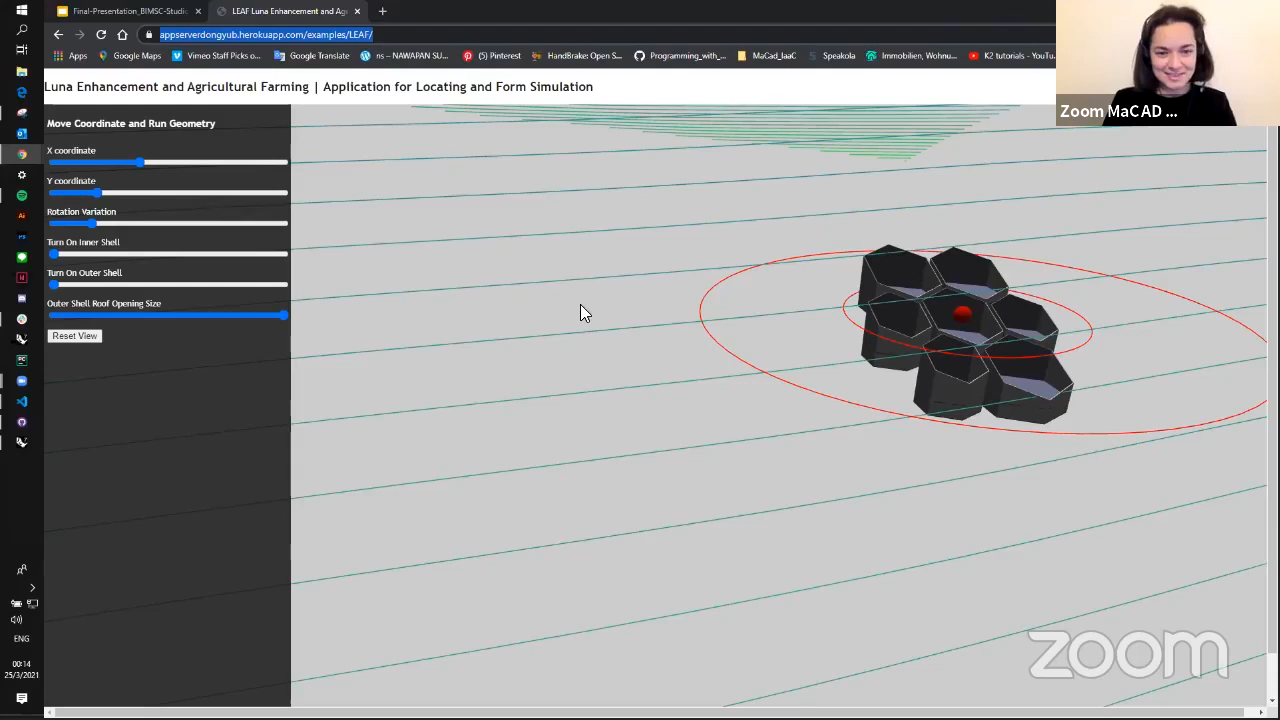 Final-Presentation_BIMSC-Studio
LEAF Luna Enhancement and Ag
appserverdongyub.herokuapp.com/examples/LEAF/
Apps
Google Maps
Vimeo Staff Picks o...
Google Translate
ns – NAWAPAN SU...
(5) Pinterest
HandBrake: Open S...
Programming_with_...
MaCad_IaaC
Speakola
Immobilien, Wohnu...
K2 tutorials - YouTu
Luna Enhancement and Agricultural Farming | Application for Locating and Form Simulation
Zoom MaCAD ...
Move Coordinate and Run Geometry
X coordinate
Y coordinate
Rotation Variation
Turn On Inner Shell
Turn On Outer Shell
Outer Shell Roof Opening Size
Reset View
ENG
00:14
25/3/2021
zoom